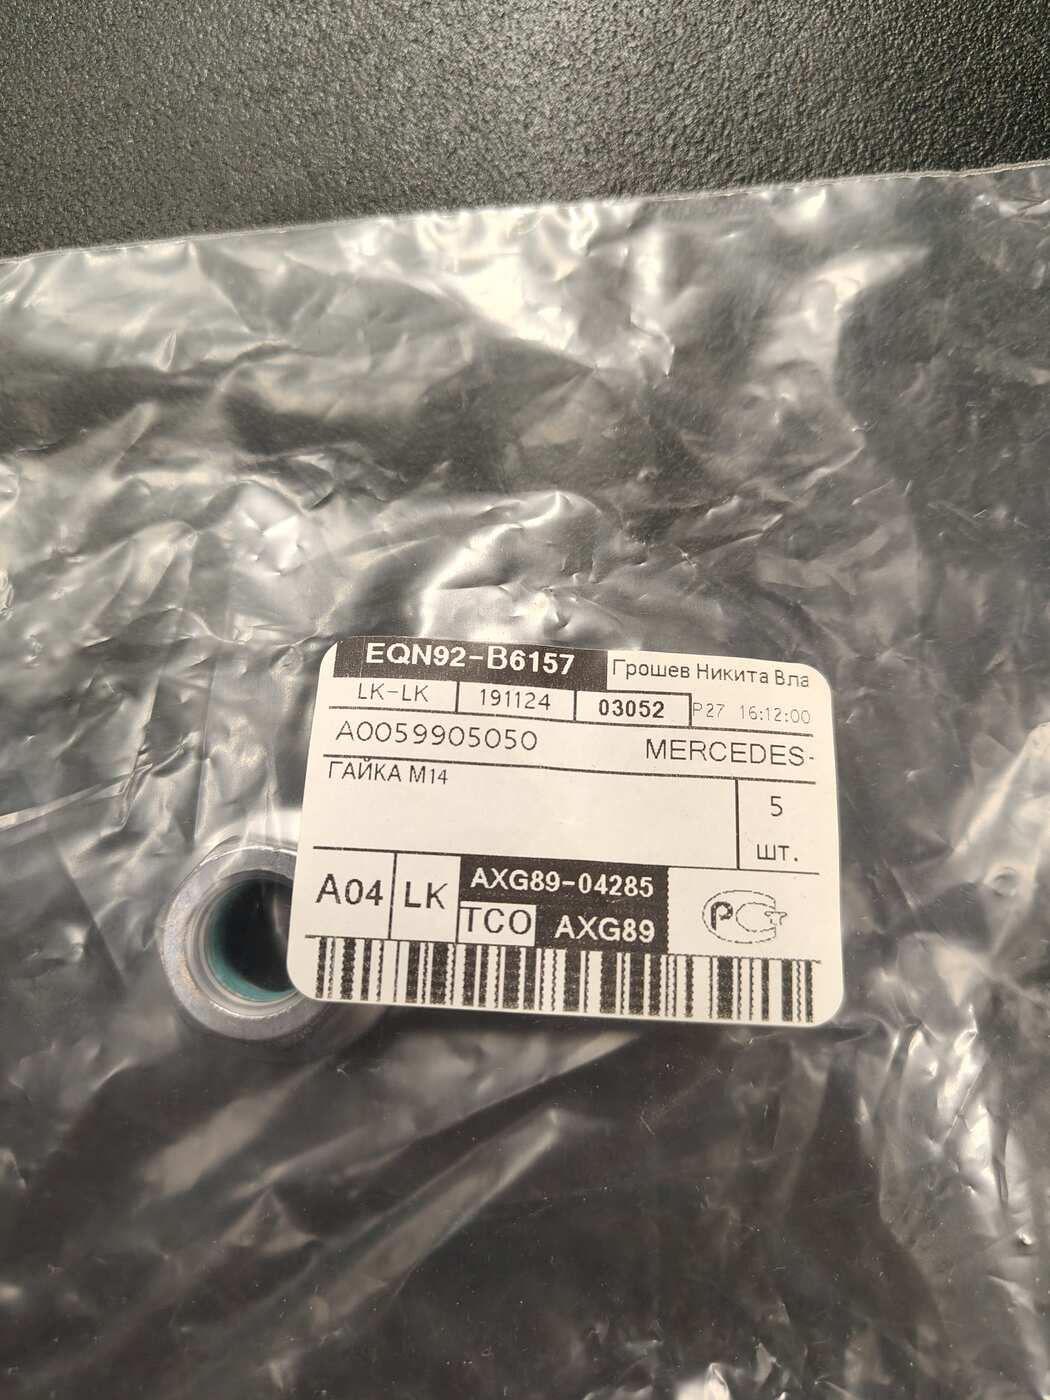 EQN92-B6157 Грошев Никита Вла
LK-LK 191124 03052 P27 16:12:00
A0059905050 MERCEDES-
ГАЙКА М14
5
шт.
A04 LK AXG89-04285
TCO AXG89
РСТ